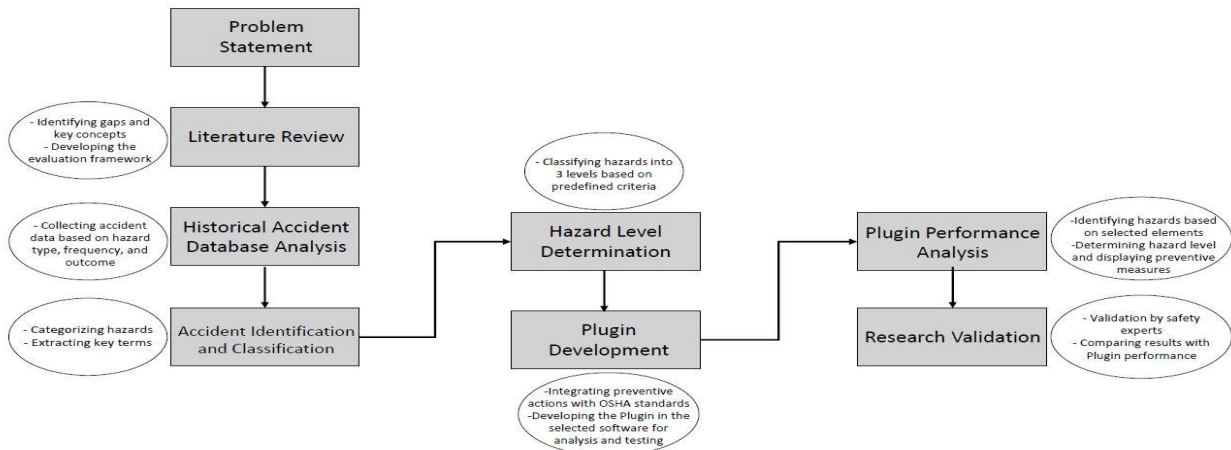 Problem
Statement
- Identifying gaps and
key concepts
- Developing the
evaluation framework
Literature Review
- Collecting accident
data based on hazard
type, frequency, and
outcome
Historical Accident
Database Analysis
- Categorizing hazards
- Extracting key terms
Accident Identification
and Classification
- Classifying hazards into
3 levels based on
predefined criteria
Hazard Level
Determination
Plugin
Development
-Integrating preventive
actions with OSHA standards
-Developing the Plugin in the
selected software for
analysis and testing
Plugin Performance
Analysis
-Identifying hazards based
on selected elements
-Determining hazard level
and displaying preventive
measures
Research Validation
- Validation by safety
experts
- Comparing results with
Plugin performance